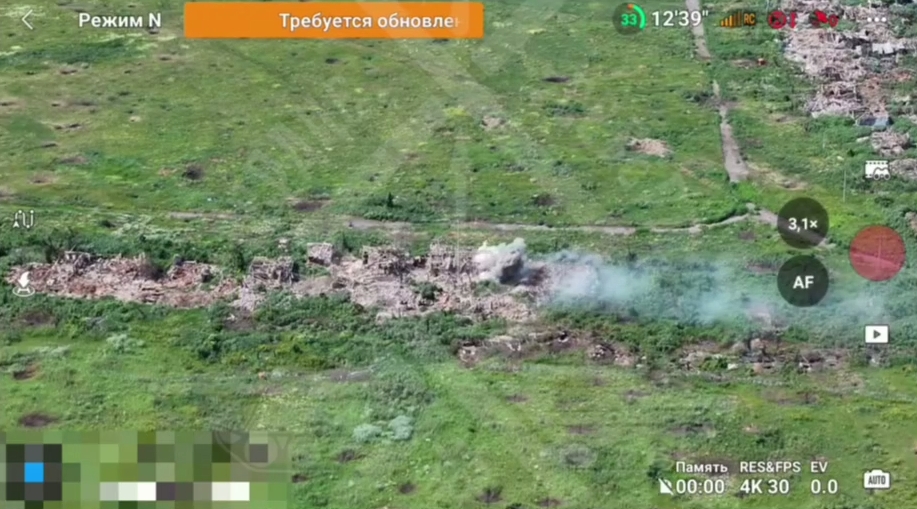 Режим N
Требуется обновле
33
12'39"
RC
3,1×
AF
Память RES&FPS EV
00:00 4K 30 0.0
AUTO